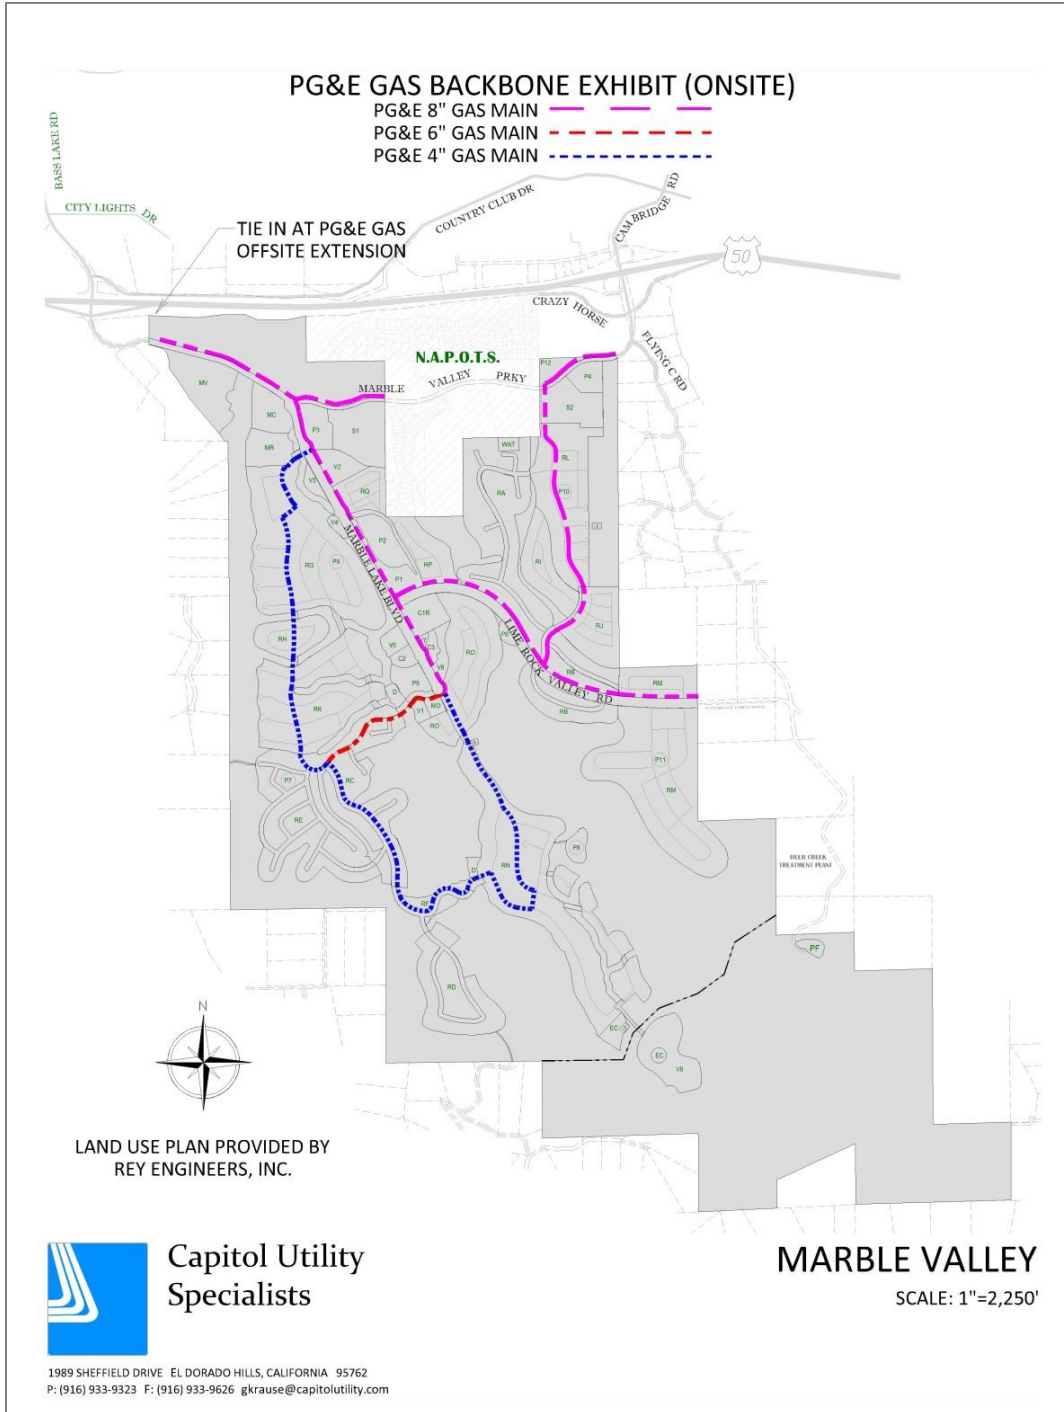 PG&E GAS BACKBONE EXHIBIT (ONSITE)
PG&E 8" GAS MAIN
PG&E 6" GAS MAIN
PG&E 4" GAS MAIN
BASS LAKE RD
CITY LIGHTS DR
TIE IN AT PG&E GAS
OFFSITE EXTENSION
COUNTRY CLUB DR
CAMBRIDGE RD
50
CRAZY HORSE
FLYING C RD
N.A.P.O.T.S.
MARBLE VALLEY PRKY
P12
P4
MV
S2
MC
P3
S1
MR
WAT
V2
RL
V3
RQ
RA
P10
V4
P2
RG
P9
RP
RI
P1
MARBLE LAKE BLVD
C1R
RJ
RH
V5
C3
C2
RO
LIME ROCK VALLEY RD
V6
P5
RM
D
RK
V1
MO
RB
RO
P11
P7
RC
RM
RE
P8
DEER CREEK
TREATMENT PLANT
D
RN
RF
PF
RD
EC
EC
V8
N
LAND USE PLAN PROVIDED BY
REY ENGINEERS, INC.
Capitol Utility
Specialists
MARBLE VALLEY
SCALE: 1"=2,250'
1989 SHEFFIELD DRIVE EL DORADO HILLS, CALIFORNIA 95762
P: (916) 933-9323 F: (916) 933-9626 gkrause@capitolutility.com